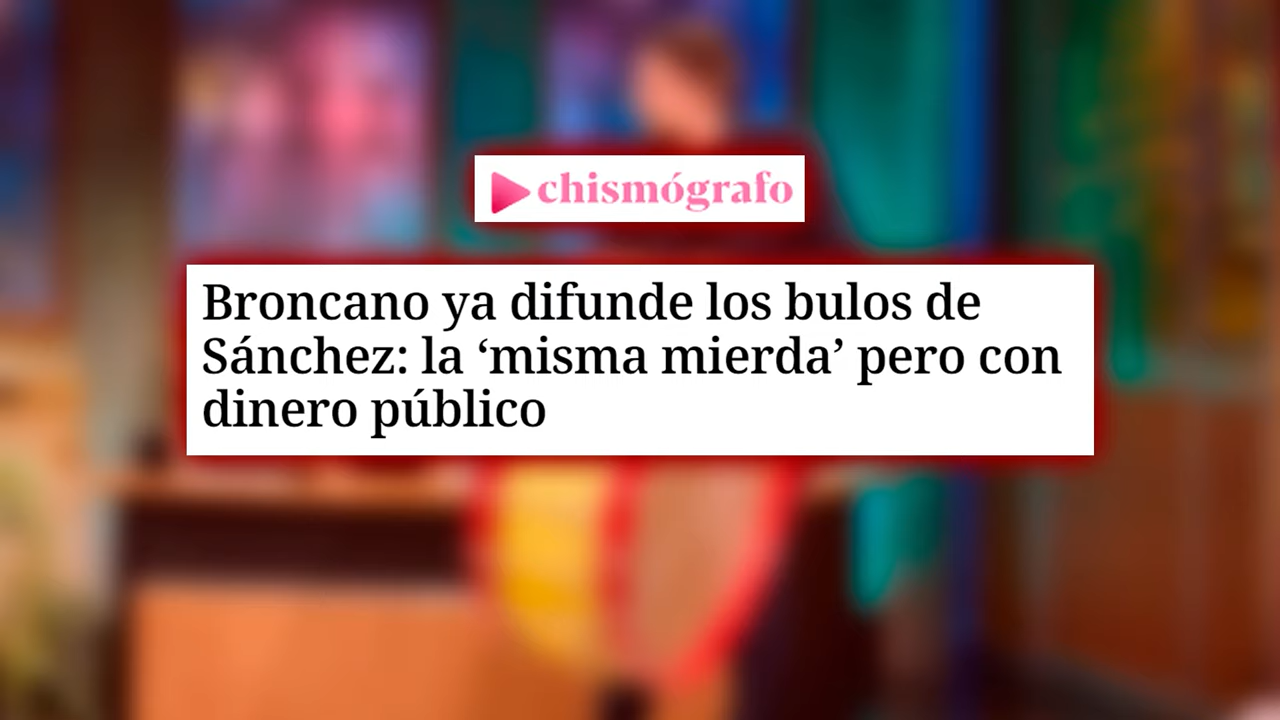 chismógrafo
Broncano ya difunde los bulos de
Sánchez: la ‘misma mierda’ pero con
dinero público